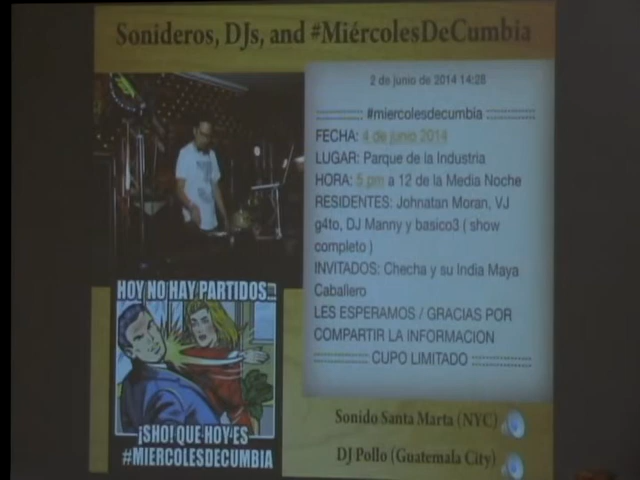 Sonideros, DJs, and #MiércolesDeCumbia
2 de junio de 2014 14:28
#miercolesdecumbia
FECHA: 4 de junio 2014
LUGAR: Parque de la Industria
HORA: 5 pm a 12 de la Media Noche
RESIDENTES: Johnatan Moran, VJ
g4to, DJ Manny y basico3 ( show
completo )
INVITADOS: Checha y su India Maya
Caballero
LES ESPERAMOS / GRACIAS POR
COMPARTIR LA INFORMACION
CUPO LIMITADO
HOY NO HAY PARTIDOS...
¡SHO! QUE HOY ES
#MIERCOLESDECUMBIA
Sonido Santa Marta (NYC)
DJ Pollo (Guatemala City)